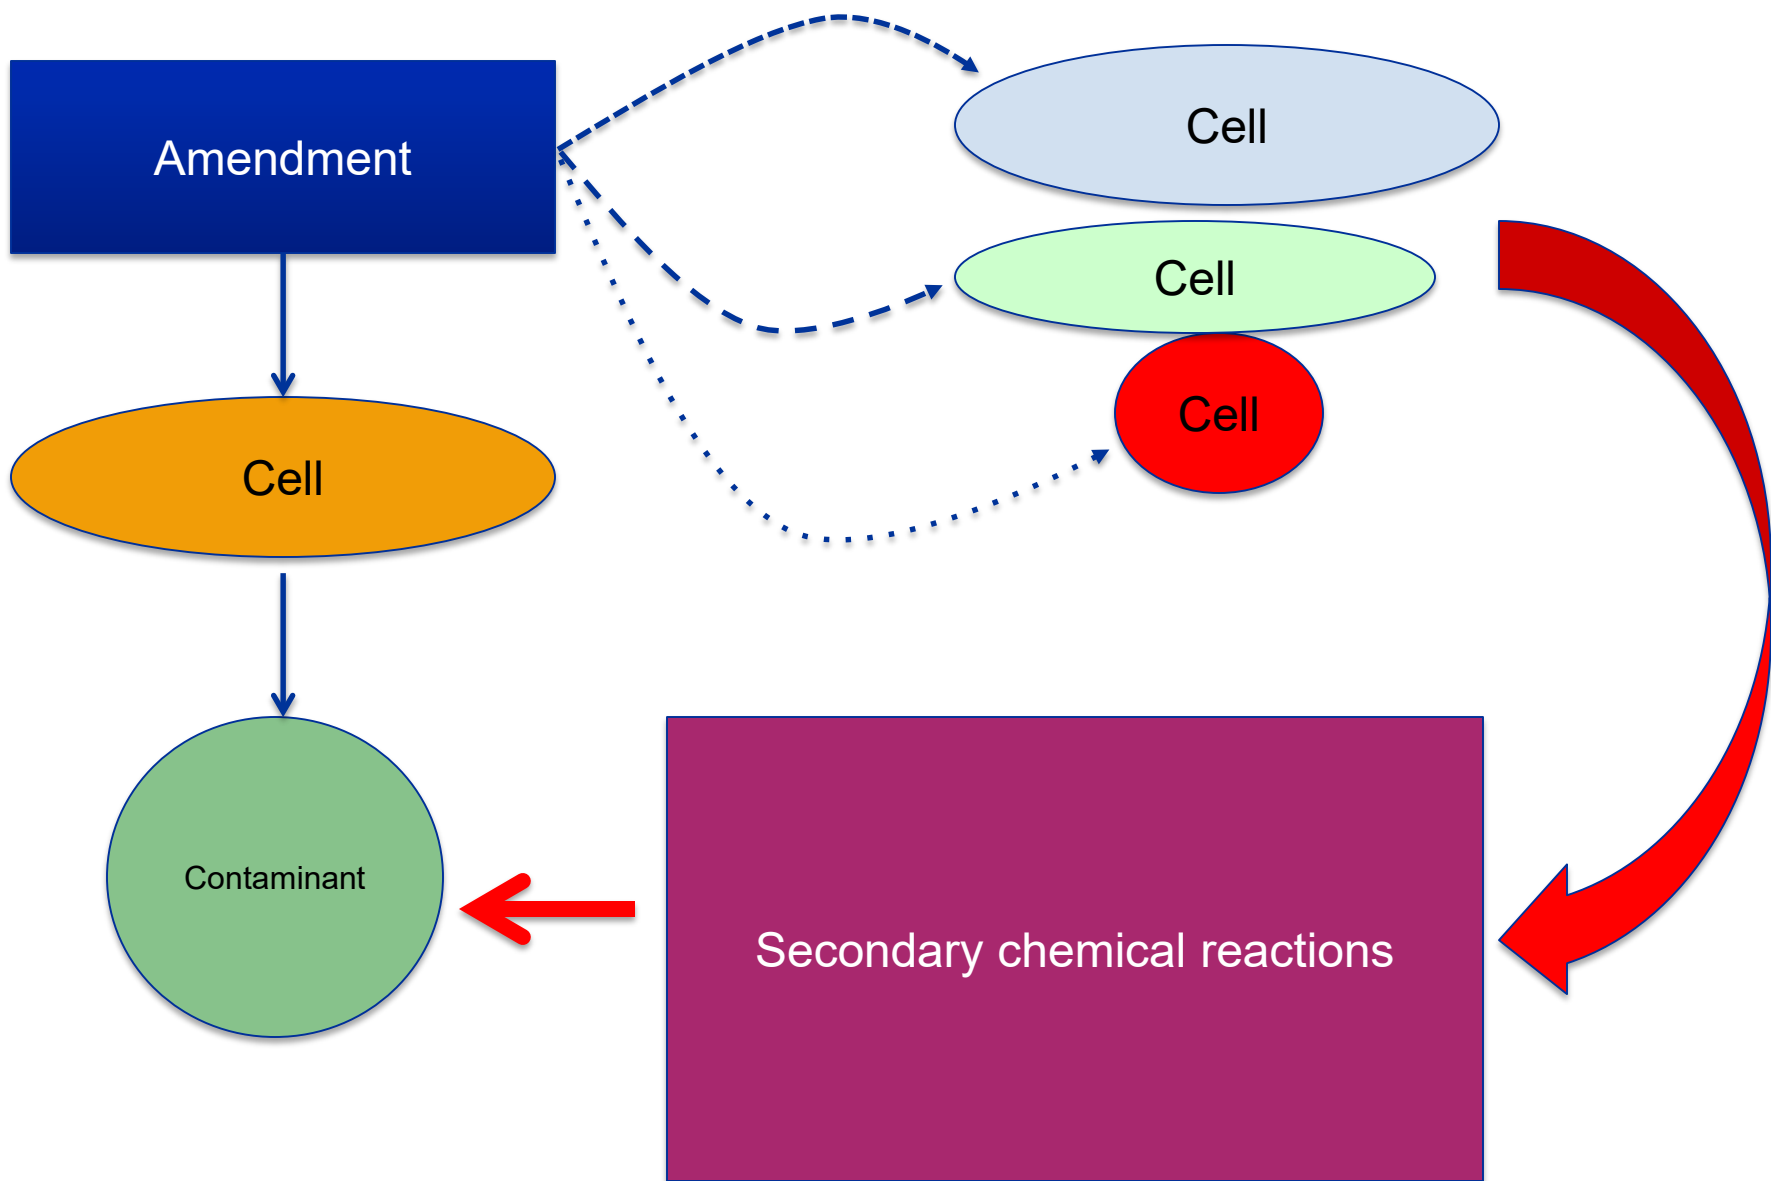 Amendment
Cell
Cell
Cell
Cell
Contaminant
Secondary chemical reactions